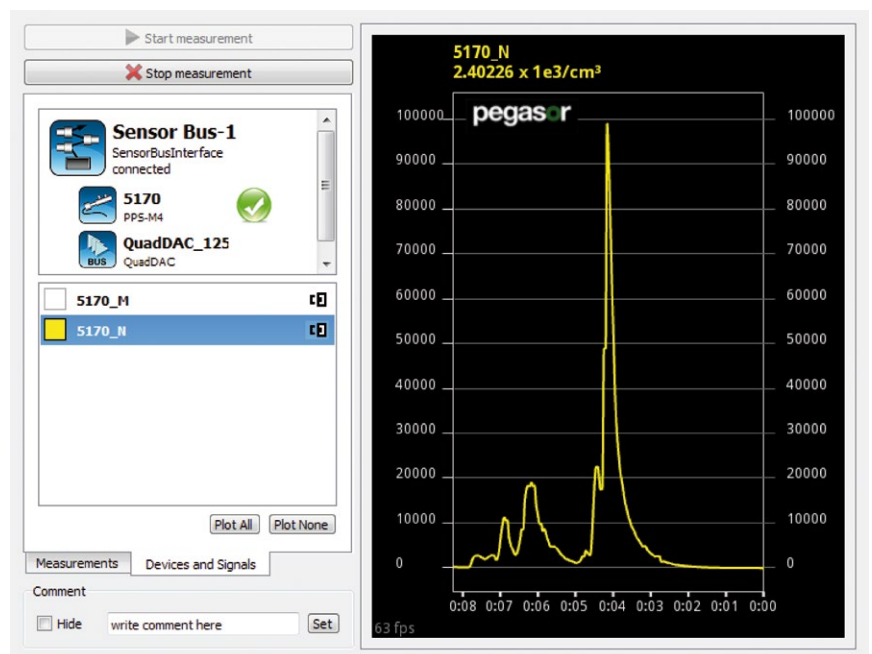 Start measurement
Stop measurement
Sensor Bus-1
SensorBusInterface
connected
5170
PPS-M4
QuadDAC_125
BUS
QuadDAC
5170_M
5170_N
Plot All Plot None
Measurements Devices and Signals
Comment
Hide write comment here Set
5170_N
2.40226 x 1e3/cm³
pegasor
100000 100000
90000 90000
80000 80000
70000 70000
60000 60000
50000 50000
40000 40000
30000 30000
20000 20000
10000 10000
0 0
0:08 0:07 0:06 0:05 0:04 0:03 0:02 0:01 0:00
63 fps